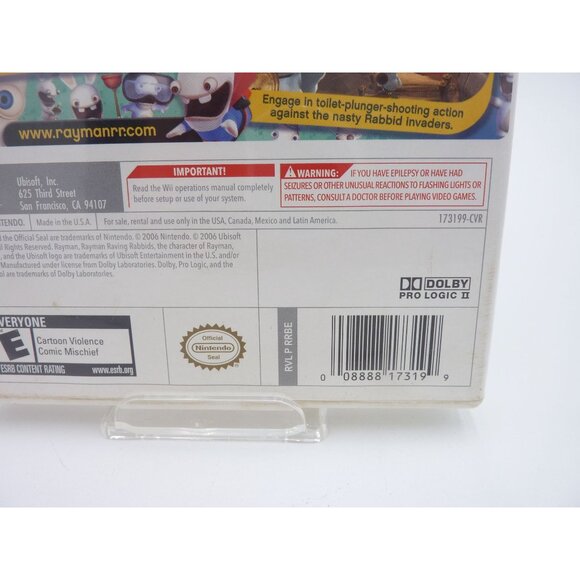 Engage in toilet-plunger-shooting action
against the nasty Rabbid invaders.
www.raymanrr.com
Ubisoft, Inc.
625 Third Street
San Francisco, CA 94107
IMPORTANT!
Read the Wii operations manual completely
before setup or use of your system.
WARNING: IF YOU HAVE EPILEPSY OR HAVE HAD
SEIZURES OR OTHER UNUSUAL REACTIONS TO FLASHING LIGHTS OR
PATTERNS, CONSULT A DOCTOR BEFORE PLAYING VIDEO GAMES.
NTENDO. Made in the U.S.A. For sale, rental and use only in the USA, Canada, Mexico and Latin America. 173199-CVR
the Official Seal are trademarks of Nintendo. © 2006 Nintendo. © 2006 Ubisoft
Reserved. Rayman, Rayman Raving Rabbids, the character of Rayman,
and the Ubisoft logo are trademarks of Ubisoft Entertainment in the U.S. and/
Manufactured under license from Dolby Laboratories. Dolby, Pro Logic, and the
of Dolby Laboratories.
DOLBY
PRO LOGIC II
EVERYONE
E
Cartoon Violence
Comic Mischief
ESRB CONTENT RATING www.esrb.org
Official
Nintendo
Seal
RVL P RRBE
0 08888 17319 9